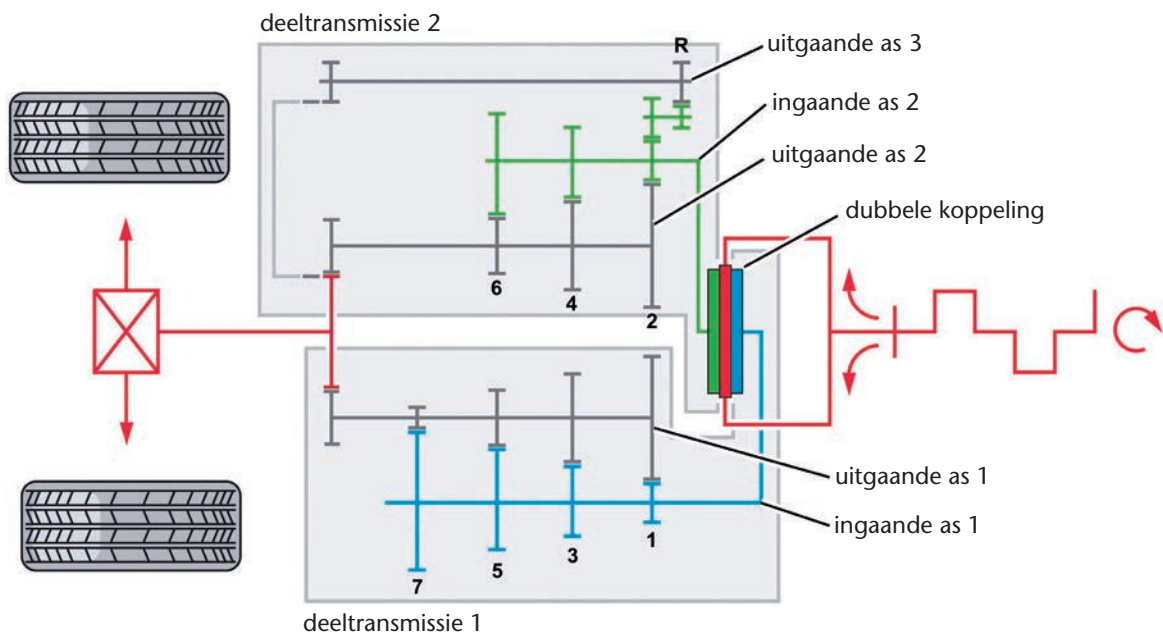 deeltransmissie 2
R
uitgaande as 3
ingaande as 2
uitgaande as 2
dubbele koppeling
6
4
2
uitgaande as 1
ingaande as 1
1
3
5
7
deeltransmissie 1